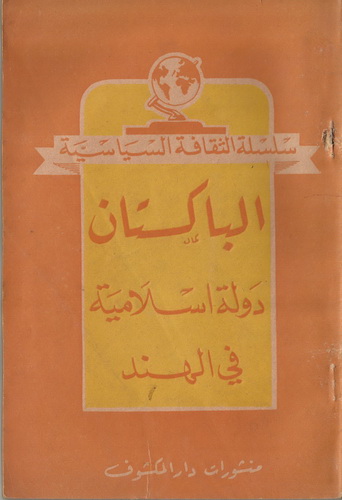 سلسلة الثقافة السياسية
الباكستان
دولة اسلامية
في الهند
منشورات دار المكشوف